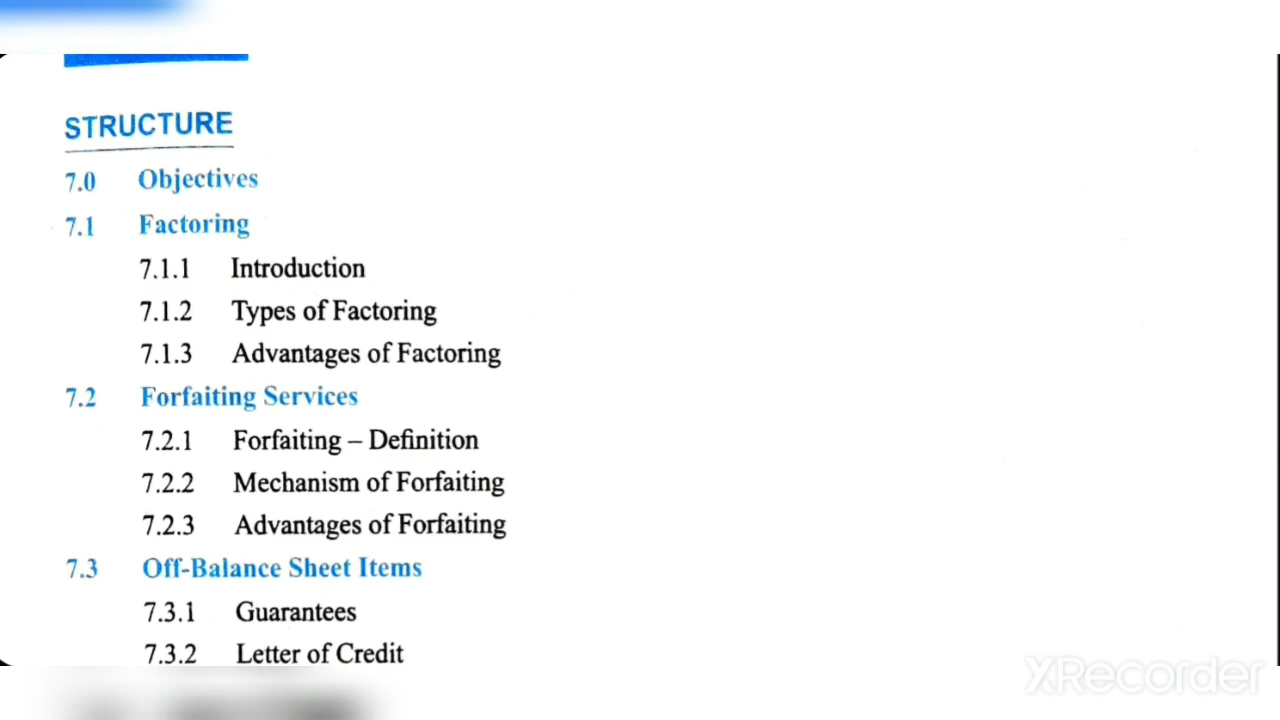 STRUCTURE
7.0 Objectives
7.1 Factoring
7.1.1 Introduction
7.1.2 Types of Factoring
7.1.3 Advantages of Factoring
7.2 Forfaiting Services
7.2.1 Forfaiting – Definition
7.2.2 Mechanism of Forfaiting
7.2.3 Advantages of Forfaiting
7.3 Off-Balance Sheet Items
7.3.1 Guarantees
7.3.2 Letter of Credit
XRecorder